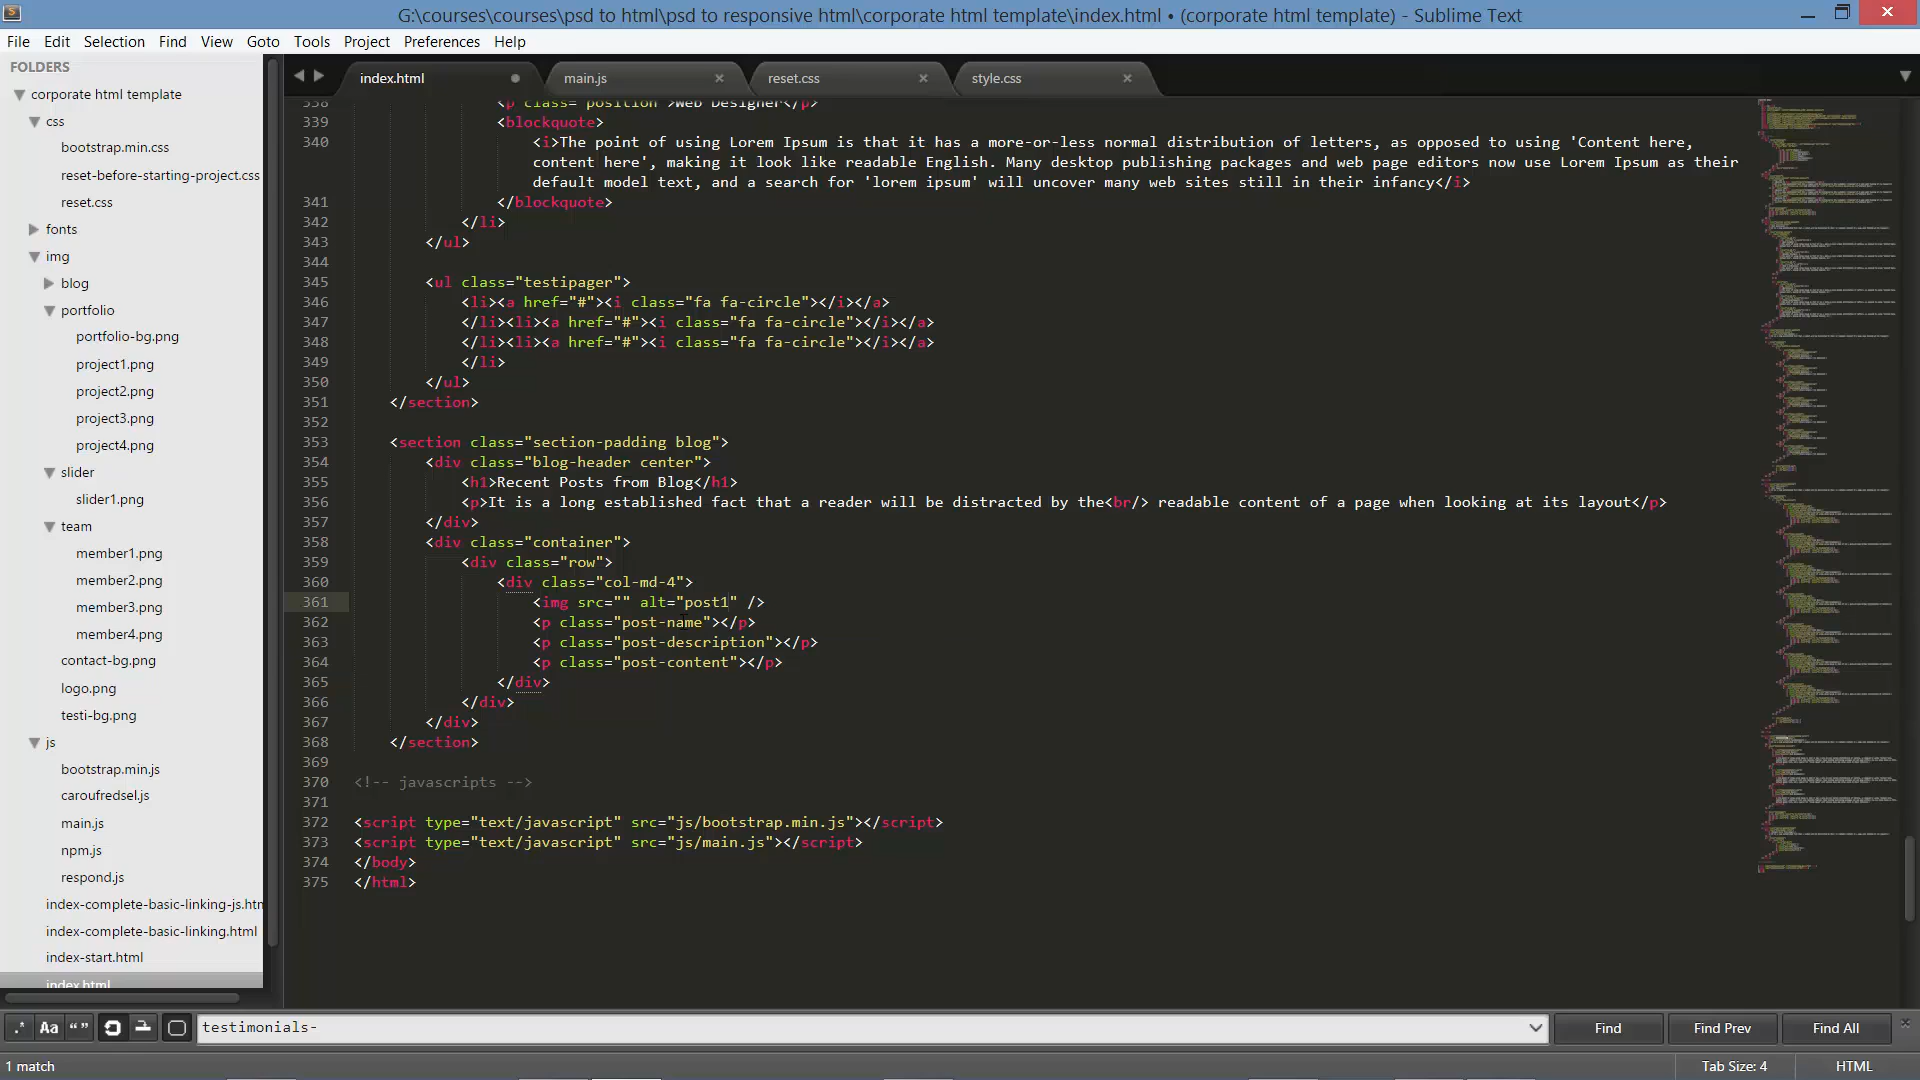 G:\courses\courses\psd to html\psd to responsive html\corporate html template\index.html • (corporate html template) - Sublime Text
File Edit Selection Find View Goto Tools Project Preferences Help
FOLDERS
corporate html template
css
bootstrap.min.css
reset-before-starting-project.css
reset.css
fonts
img
blog
portfolio
portfolio-bg.png
project1.png
project2.png
project3.png
project4.png
slider
slider1.png
team
member1.png
member2.png
member3.png
member4.png
contact-bg.png
logo.png
testi-bg.png
js
bootstrap.min.js
caroufredsel.js
main.js
npm.js
respond.js
index-complete-basic-linking-js.htm
index-complete-basic-linking.html
index-start.html
index.html
index.html main.js reset.css style.css
338 <p class="position">Web Designer</p>
339 <blockquote>
340 <i>The point of using Lorem Ipsum is that it has a more-or-less normal distribution of letters, as opposed to using 'Content here,
content here', making it look like readable English. Many desktop publishing packages and web page editors now use Lorem Ipsum as their
default model text, and a search for 'lorem ipsum' will uncover many web sites still in their infancy</i>
341 </blockquote>
342 </li>
343 </ul>
344
345 <ul class="testipager">
346 <li><a href="#"><i class="fa fa-circle"></i></a>
347 </li><li><a href="#"><i class="fa fa-circle"></i></a>
348 </li><li><a href="#"><i class="fa fa-circle"></i></a>
349 </li>
350 </ul>
351 </section>
352
353 <section class="section-padding blog">
354 <div class="blog-header center">
355 <h1>Recent Posts from Blog</h1>
356 <p>It is a long established fact that a reader will be distracted by the<br/> readable content of a page when looking at its layout</p>
357 </div>
358 <div class="container">
359 <div class="row">
360 <div class="col-md-4">
361 <img src="" alt="post1" />
362 <p class="post-name"></p>
363 <p class="post-description"></p>
364 <p class="post-content"></p>
365 </div>
366 </div>
367 </div>
368 </section>
369
370 <!-- javascripts -->
371
372 <script type="text/javascript" src="js/bootstrap.min.js"></script>
373 <script type="text/javascript" src="js/main.js"></script>
374 </body>
375 </html>
.* Aa “” testimonials- Find Find Prev Find All
1 match Tab Size: 4 HTML